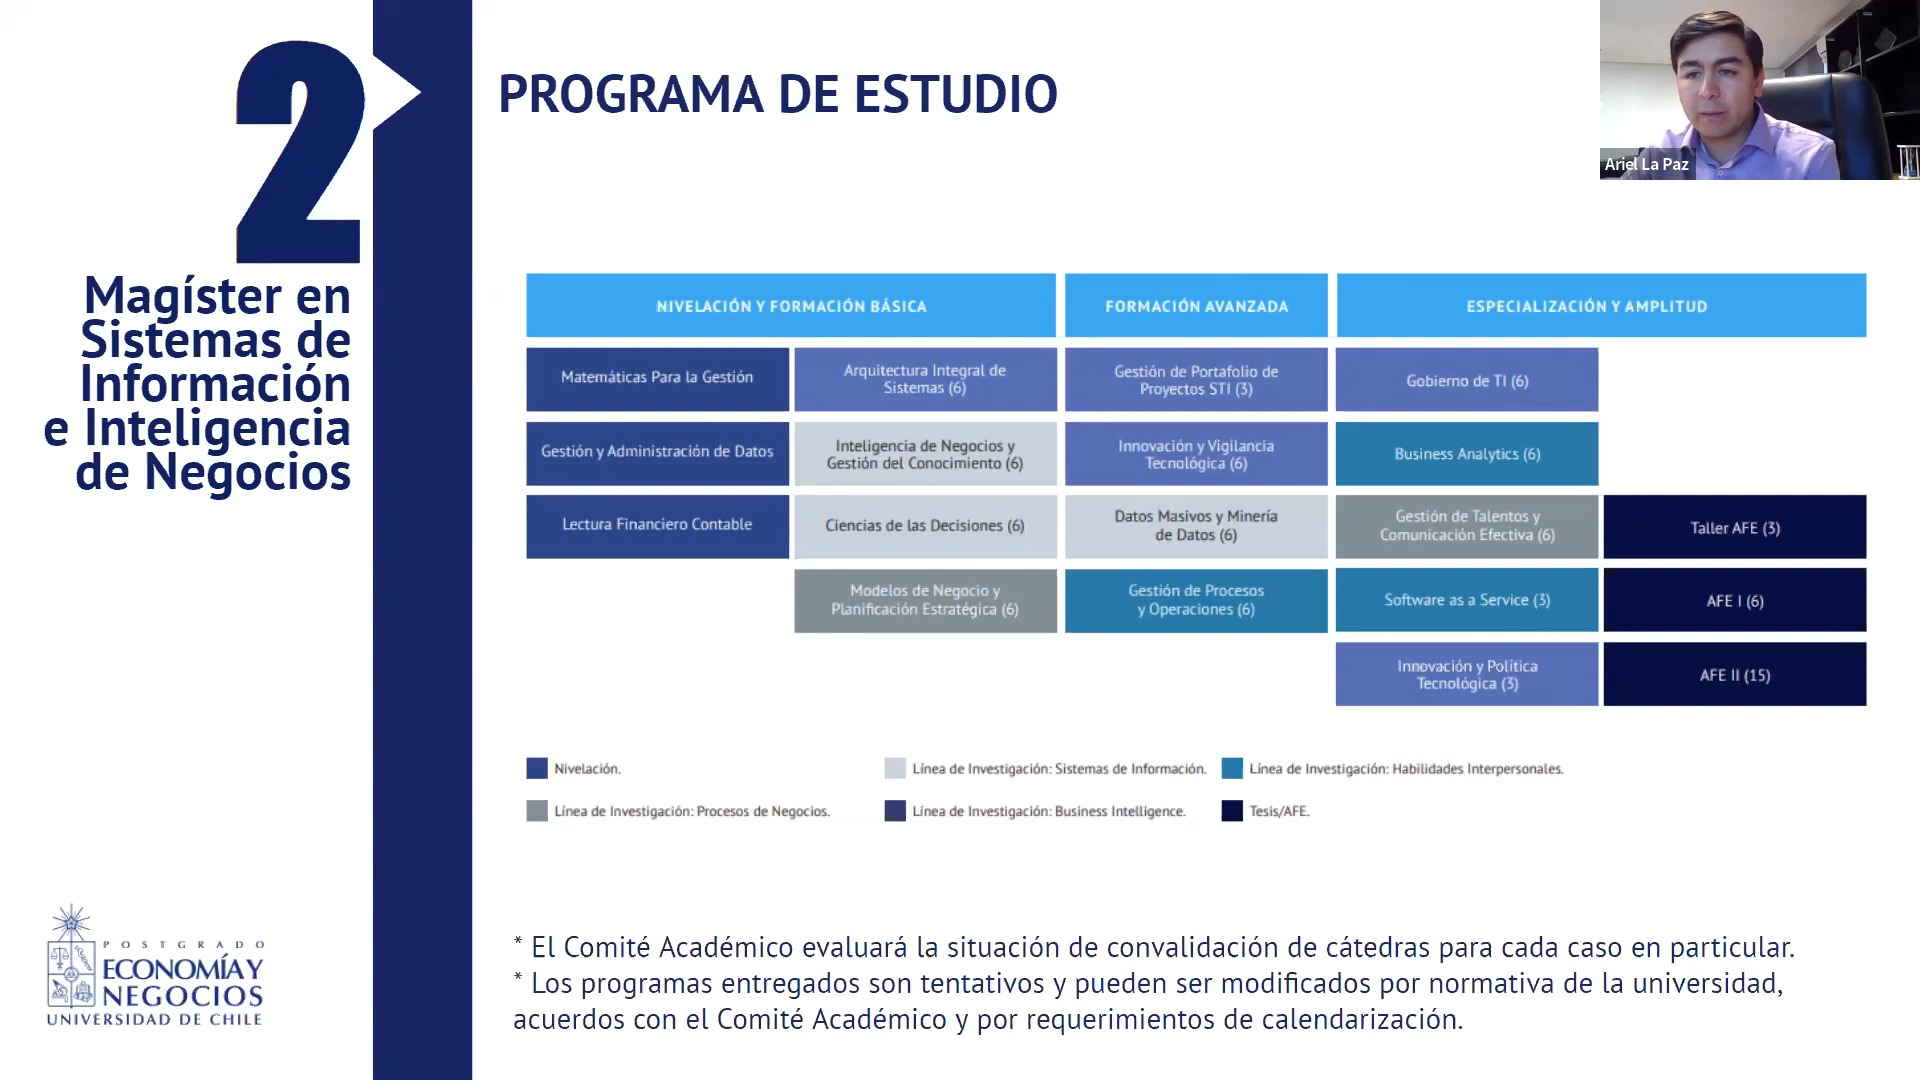 2
Magíster en
Sistemas de
Información
e Inteligencia
de Negocios
PROGRAMA DE ESTUDIO
Ariel La Paz
NIVELACIÓN Y FORMACIÓN BÁSICA
FORMACIÓN AVANZADA
ESPECIALIZACIÓN Y AMPLITUD
Matemáticas Para la Gestión
Arquitectura Integral de
Sistemas (6)
Gestión de Portafolio de
Proyectos STI (3)
Gobierno de TI (6)
Gestión y Administración de Datos
Inteligencia de Negocios y
Gestión del Conocimiento (6)
Innovación y Vigilancia
Tecnológica (6)
Business Analytics (6)
Lectura Financiero Contable
Ciencias de las Decisiones (6)
Datos Masivos y Minería
de Datos (6)
Gestión de Talentos y
Comunicación Efectiva (6)
Taller AFE (3)
Modelos de Negocio y
Planificación Estratégica (6)
Gestión de Procesos
y Operaciones (6)
Software as a Service (3)
AFE I (6)
Innovación y Política
Tecnológica (3)
AFE II (15)
Nivelación.
Línea de Investigación: Sistemas de Información.
Línea de Investigación: Habilidades Interpersonales.
Línea de Investigación: Procesos de Negocios.
Línea de Investigación: Business Intelligence.
Tesis/AFE.
* El Comité Académico evaluará la situación de convalidación de cátedras para cada caso en particular.
* Los programas entregados son tentativos y pueden ser modificados por normativa de la universidad,
acuerdos con el Comité Académico y por requerimientos de calendarización.
POSTGRADO
ECONOMÍA Y
NEGOCIOS
UNIVERSIDAD DE CHILE